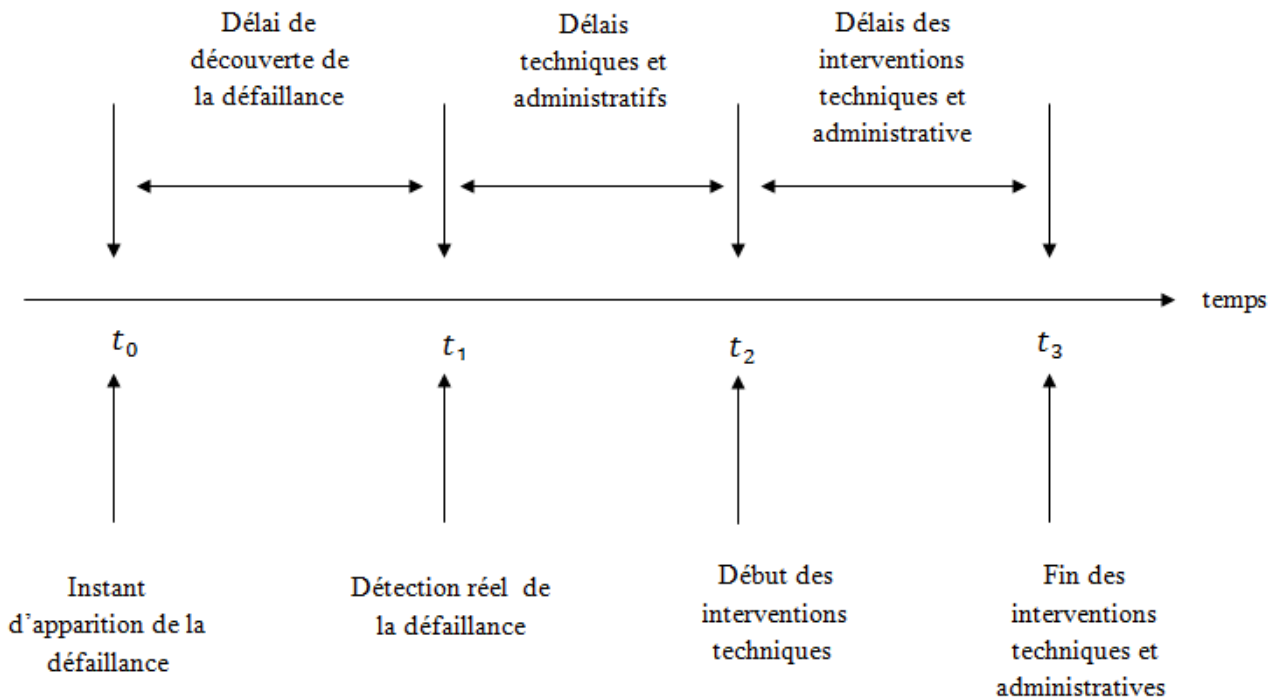 Délai de
découverte de
la défaillance
Délais
techniques et
administratifs
Délais des
interventions
techniques et
administrative
temps
t₀
t₁
t₂
t₃
Instant
d'apparition de la
défaillance
Détection réel de
la défaillance
Début des
interventions
techniques
Fin des
interventions
techniques et
administratives